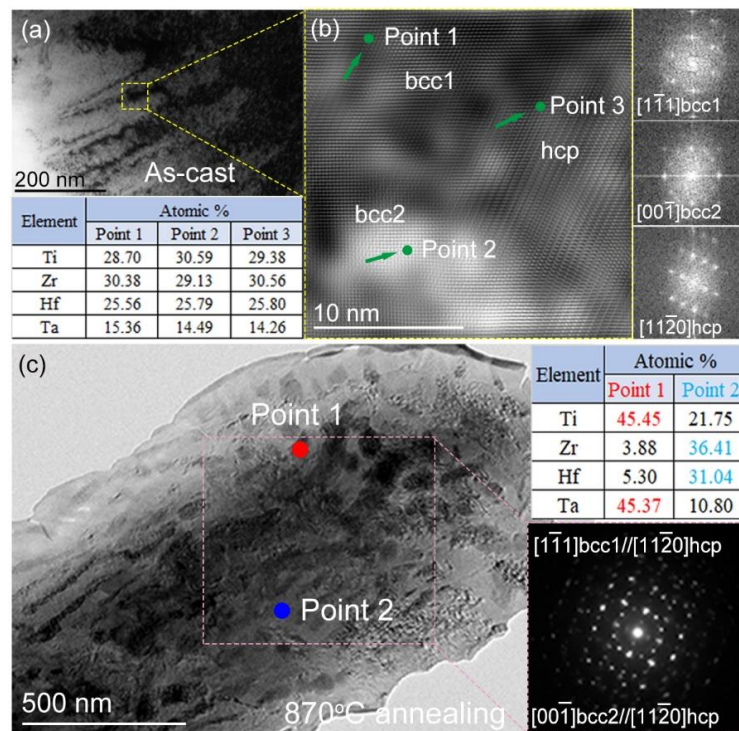 (a)
As-cast
200 nm
Element Atomic %
Point 1 Point 2 Point 3
Ti 28.70 30.59 29.38
Zr 30.38 29.13 30.56
Hf 25.56 25.79 25.80
Ta 15.36 14.49 14.26
(b)
Point 1
bcc1
Point 3
hcp
bcc2
Point 2
10 nm
[11̅1]bcc1
[001̅]bcc2
[112̅0]hcp
(c)
Point 1
Point 2
500 nm
870°C annealing
Element Atomic %
Point 1 Point 2
Ti 45.45 21.75
Zr 3.88 36.41
Hf 5.30 31.04
Ta 45.37 10.80
[11̅1]bcc1//[112̅0]hcp
[001̅]bcc2//[112̅0]hcp